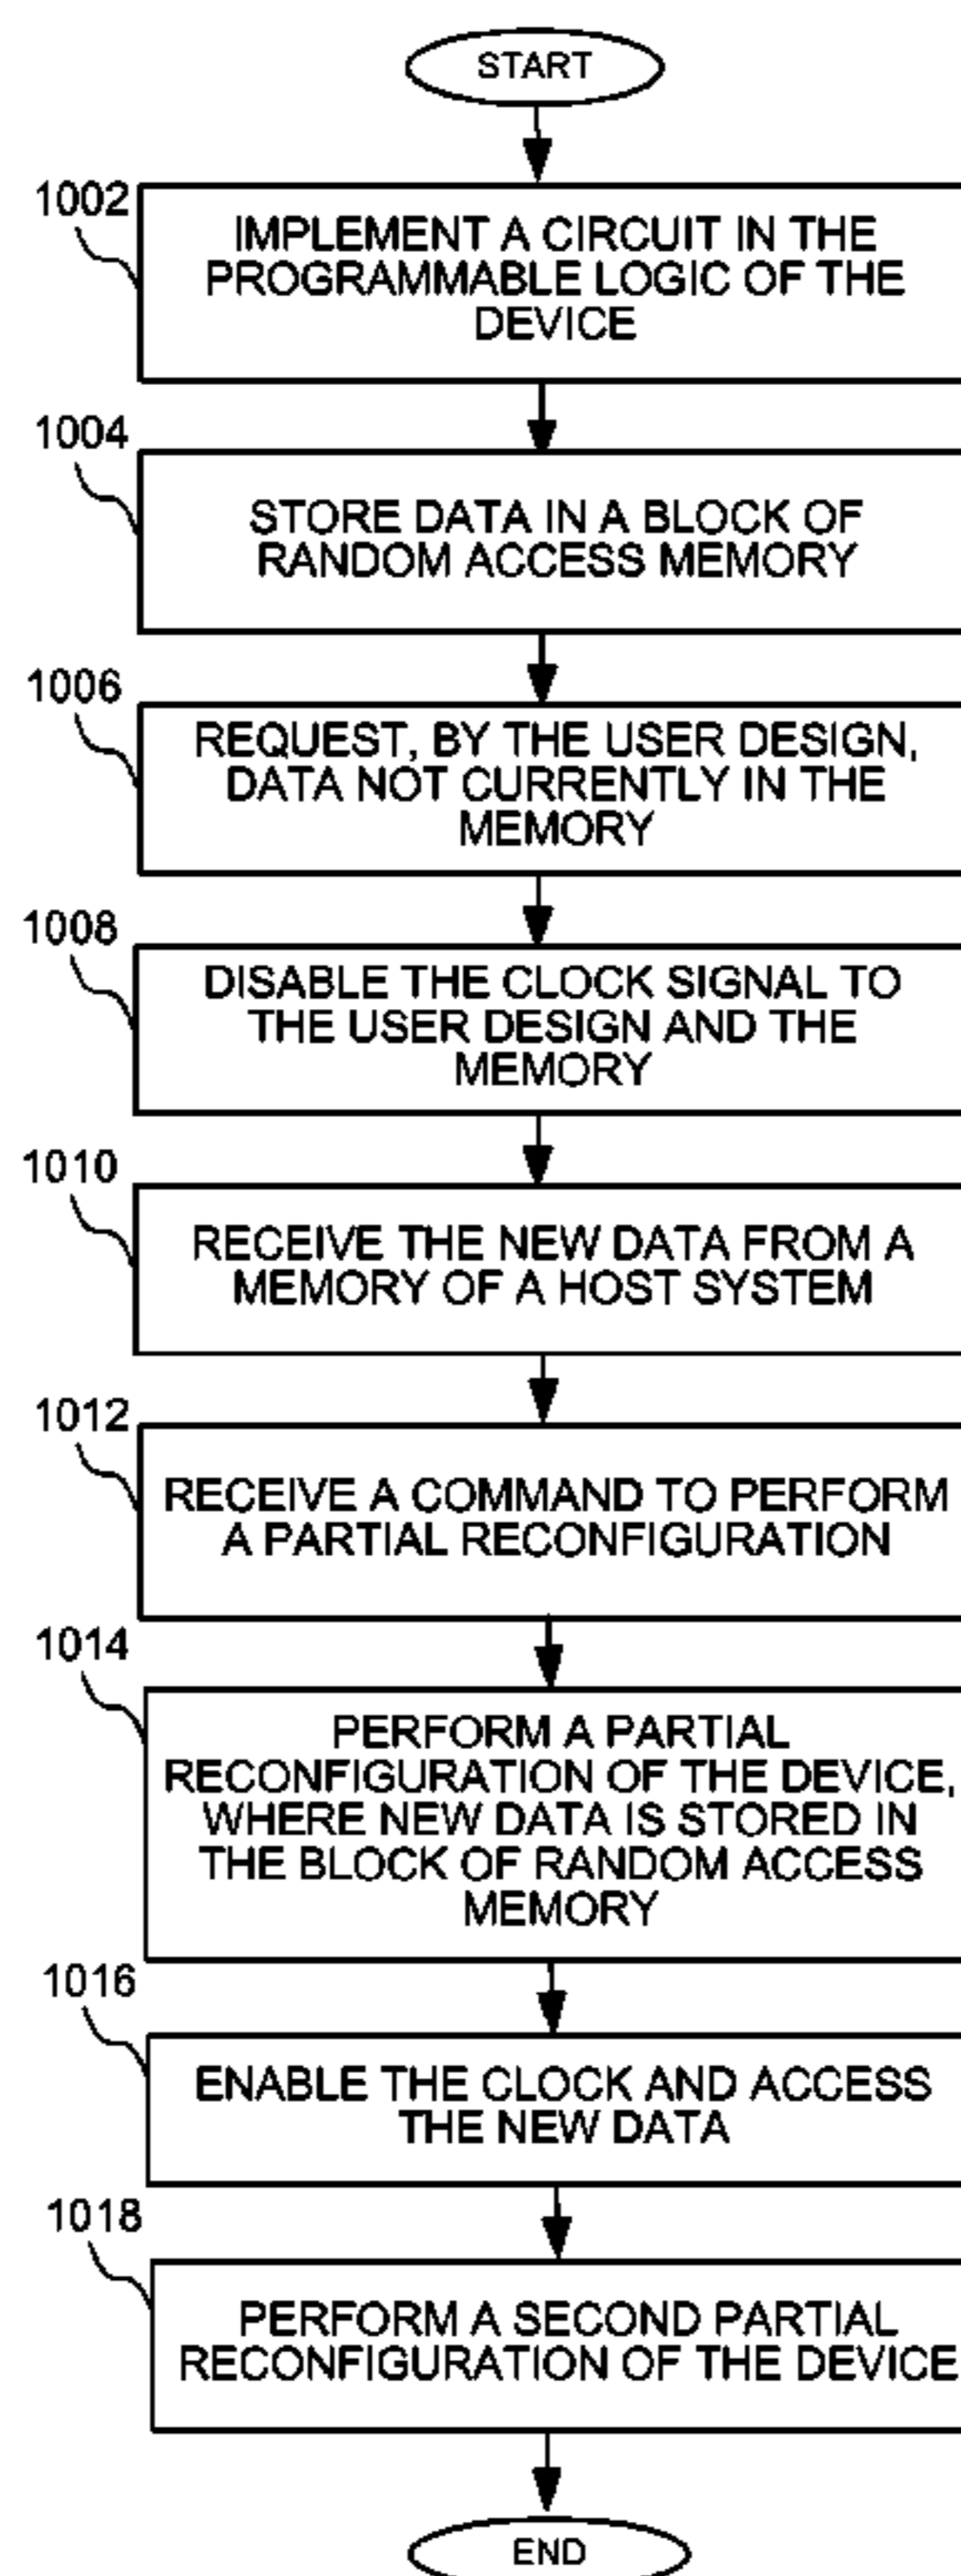 START
1002
IMPLEMENT A CIRCUIT IN THE
PROGRAMMABLE LOGIC OF THE
DEVICE
1004
STORE DATA IN A BLOCK OF
RANDOM ACCESS MEMORY
1006
REQUEST, BY THE USER DESIGN,
DATA NOT CURRENTLY IN THE
MEMORY
1008
DISABLE THE CLOCK SIGNAL TO
THE USER DESIGN AND THE
MEMORY
1010
RECEIVE THE NEW DATA FROM A
MEMORY OF A HOST SYSTEM
1012
RECEIVE A COMMAND TO PERFORM
A PARTIAL RECONFIGURATION
1014
PERFORM A PARTIAL
RECONFIGURATION OF THE DEVICE,
WHERE NEW DATA IS STORED IN
THE BLOCK OF RANDOM ACCESS
MEMORY
1016
ENABLE THE CLOCK AND ACCESS
THE NEW DATA
1018
PERFORM A SECOND PARTIAL
RECONFIGURATION OF THE DEVICE
END